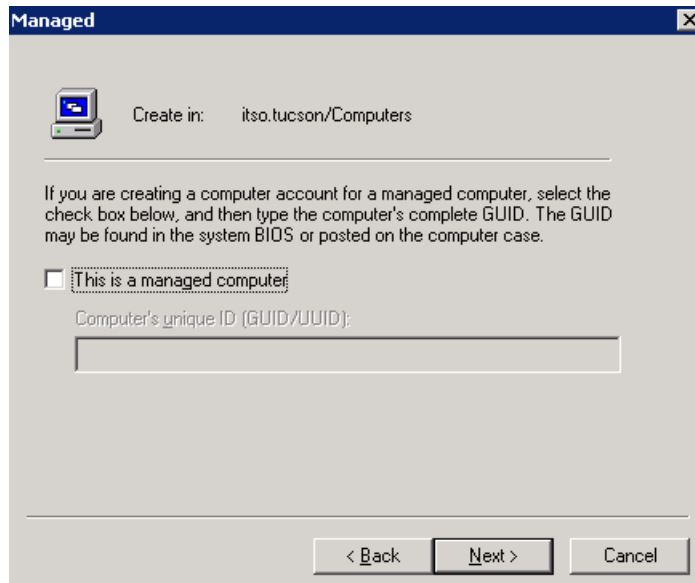 Managed
Create in: itso.tucson/Computers
If you are creating a computer account for a managed computer, select the
check box below, and then type the computer's complete GUID. The GUID
may be found in the system BIOS or posted on the computer case.
This is a managed computer
Computer's unique ID (GUID/UUID):
< Back Next > Cancel